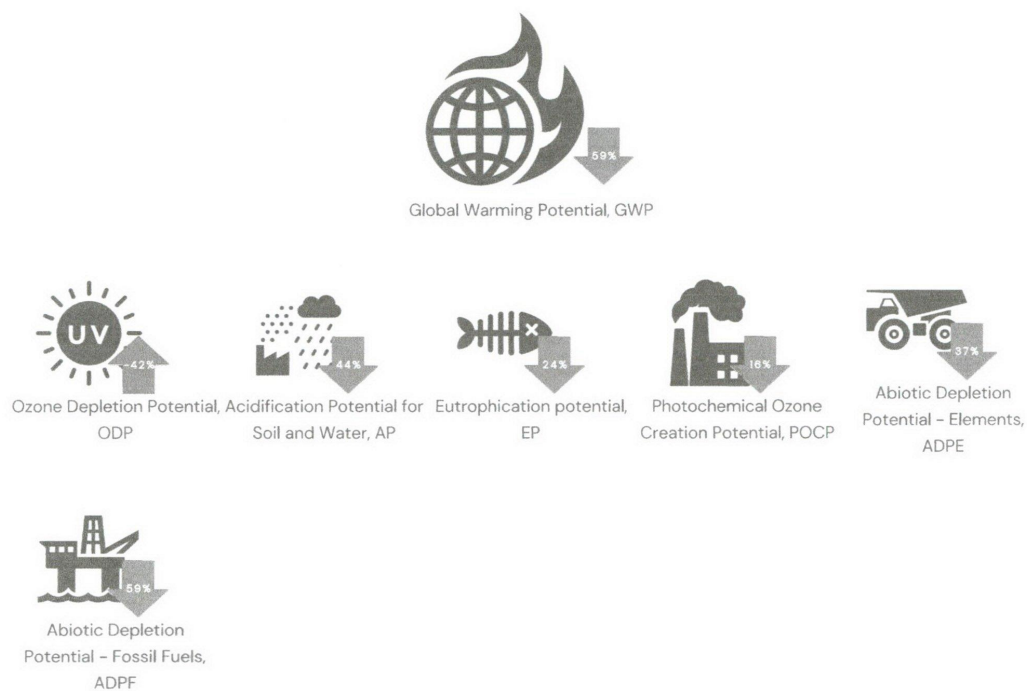 59%
Global Warming Potential, GWP
UV
-42%
Ozone Depletion Potential,
ODP
44%
Acidification Potential for
Soil and Water, AP
24%
Eutrophication potential,
EP
16%
Photochemical Ozone
Creation Potential, POCP
37%
Abiotic Depletion
Potential - Elements,
ADPE
59%
Abiotic Depletion
Potential - Fossil Fuels,
ADPF